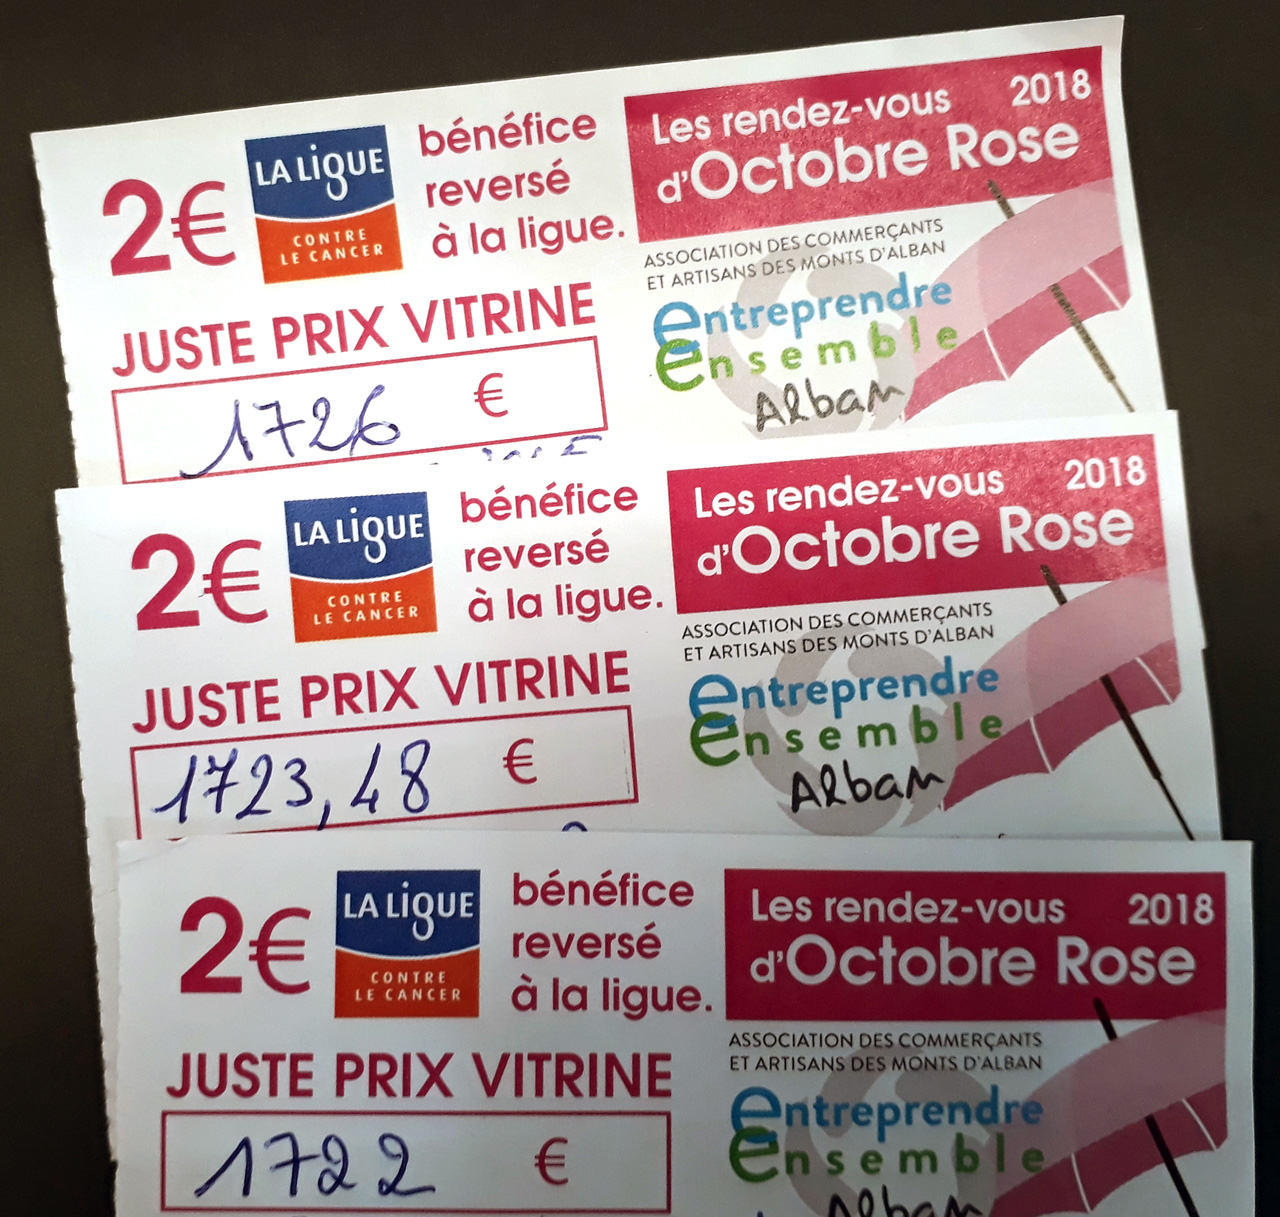 2€
LA LiGUE
CONTRE
LE CANCER
bénéfice
reversé
à la ligue.
Les rendez-vous 2018
d'Octobre Rose
ASSOCIATION DES COMMERÇANTS
ET ARTISANS DES MONTS D'ALBAN
entreprendre
ensemble
Alban
JUSTE PRIX VITRINE
1726 €
2€
LA LiGUE
CONTRE
LE CANCER
bénéfice
reversé
à la ligue.
Les rendez-vous 2018
d'Octobre Rose
ASSOCIATION DES COMMERÇANTS
ET ARTISANS DES MONTS D'ALBAN
entreprendre
ensemble
Alban
JUSTE PRIX VITRINE
1723,48 €
2€
LA LiGUE
CONTRE
LE CANCER
bénéfice
reversé
à la ligue.
Les rendez-vous 2018
d'Octobre Rose
ASSOCIATION DES COMMERÇANTS
ET ARTISANS DES MONTS D'ALBAN
entreprendre
ensemble
Alban
JUSTE PRIX VITRINE
1722 €